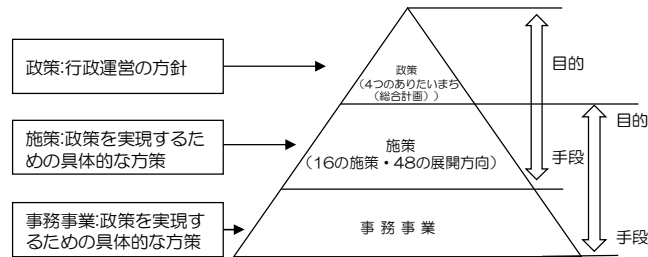 政策:行政運営の方針
施策:政策を実現するた
めの具体的な方策
事務事業:政策を実現す
るための具体的な方策
政策
(4つのありたいまち
(総合計画))
施策
(16の施策・48の展開方向)
事務事業
目的
手段
目的
手段